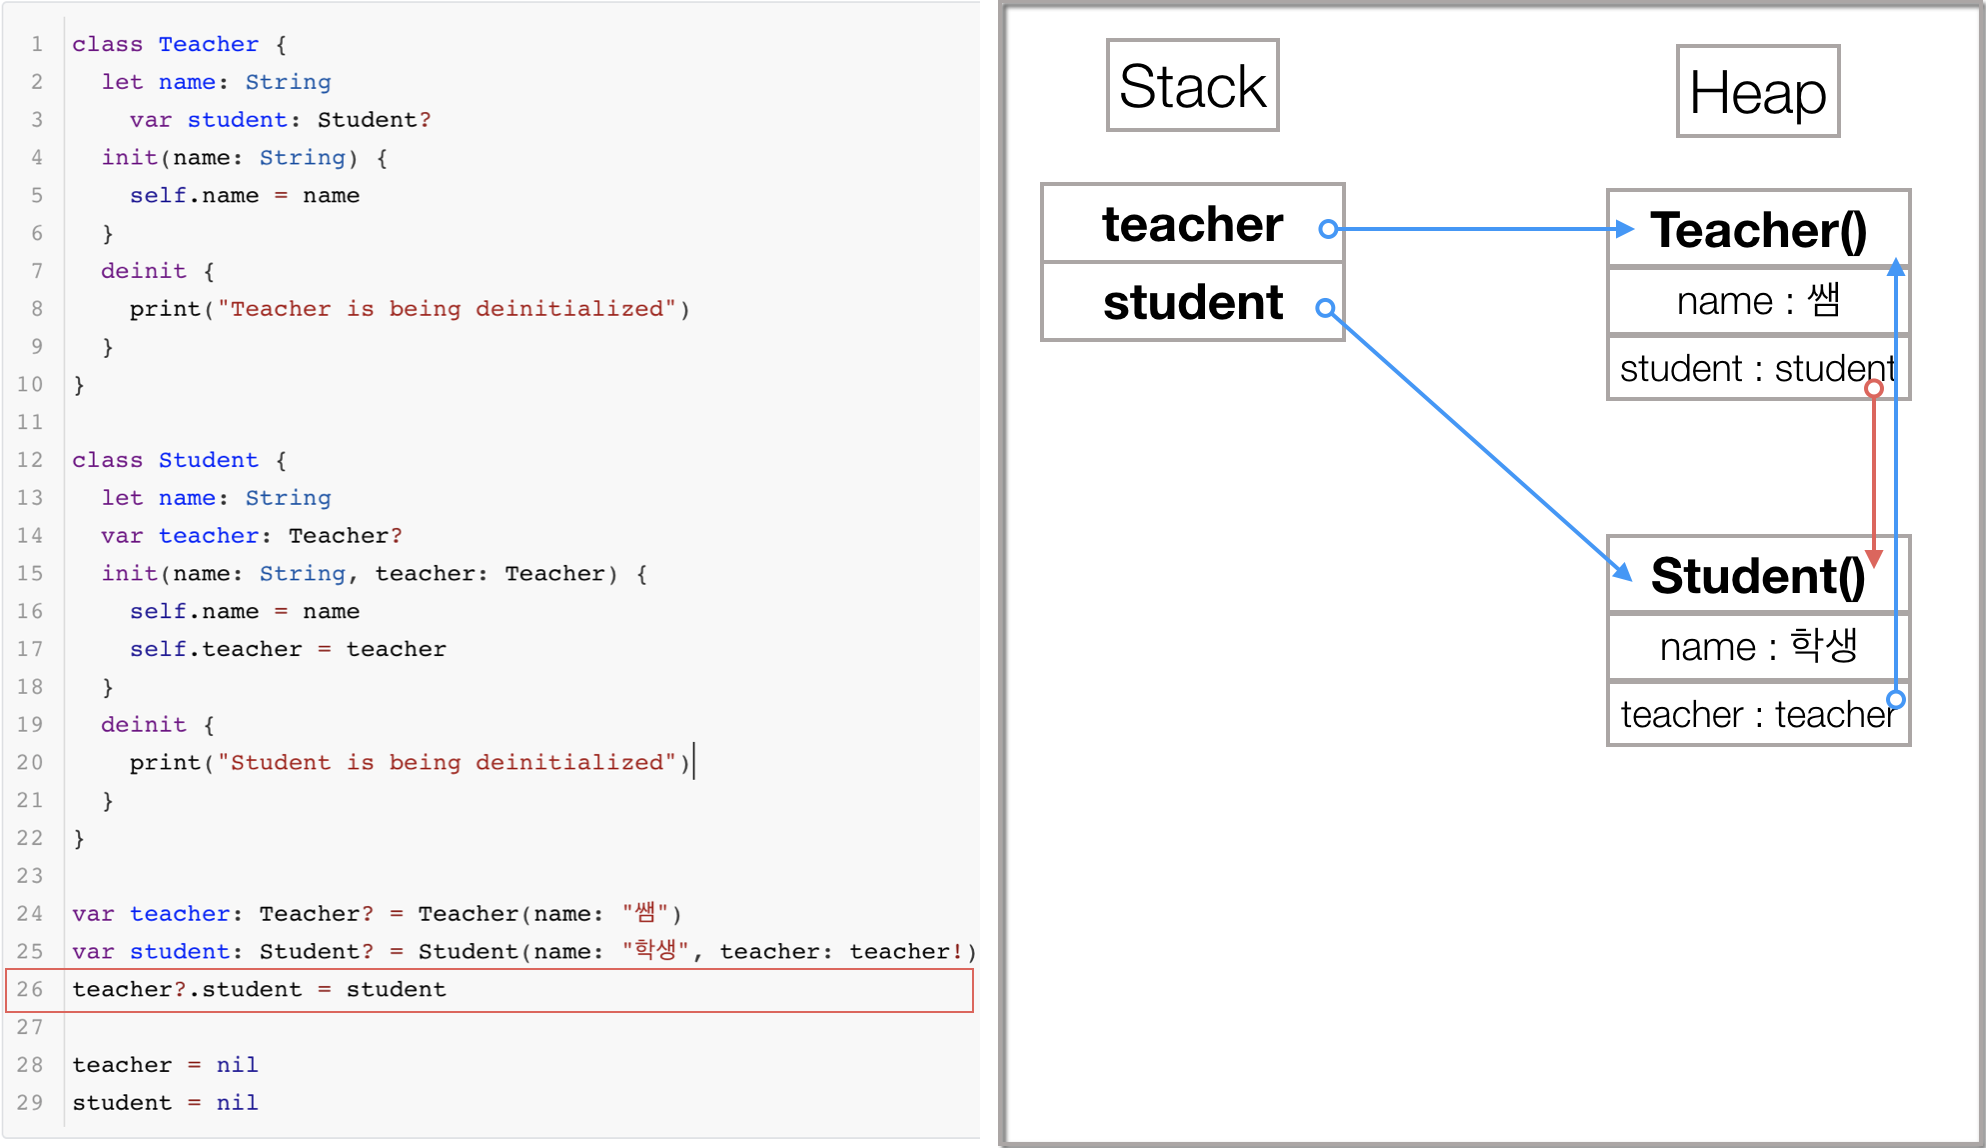 1 class Teacher {
2 let name: String
3 var student: Student?
4 init(name: String) {
5 self.name = name
6 }
7 deinit {
8 print("Teacher is being deinitialized")
9 }
10 }
11
12 class Student {
13 let name: String
14 var teacher: Teacher?
15 init(name: String, teacher: Teacher) {
16 self.name = name
17 self.teacher = teacher
18 }
19 deinit {
20 print("Student is being deinitialized")
21 }
22 }
23
24 var teacher: Teacher? = Teacher(name: "쌤")
25 var student: Student? = Student(name: "학생", teacher: teacher!)
26 teacher?.student = student
27
28 teacher = nil
29 student = nil
Stack
teacher
student
Heap
Teacher()
name : 쌤
student : student
Student()
name : 학생
teacher : teacher